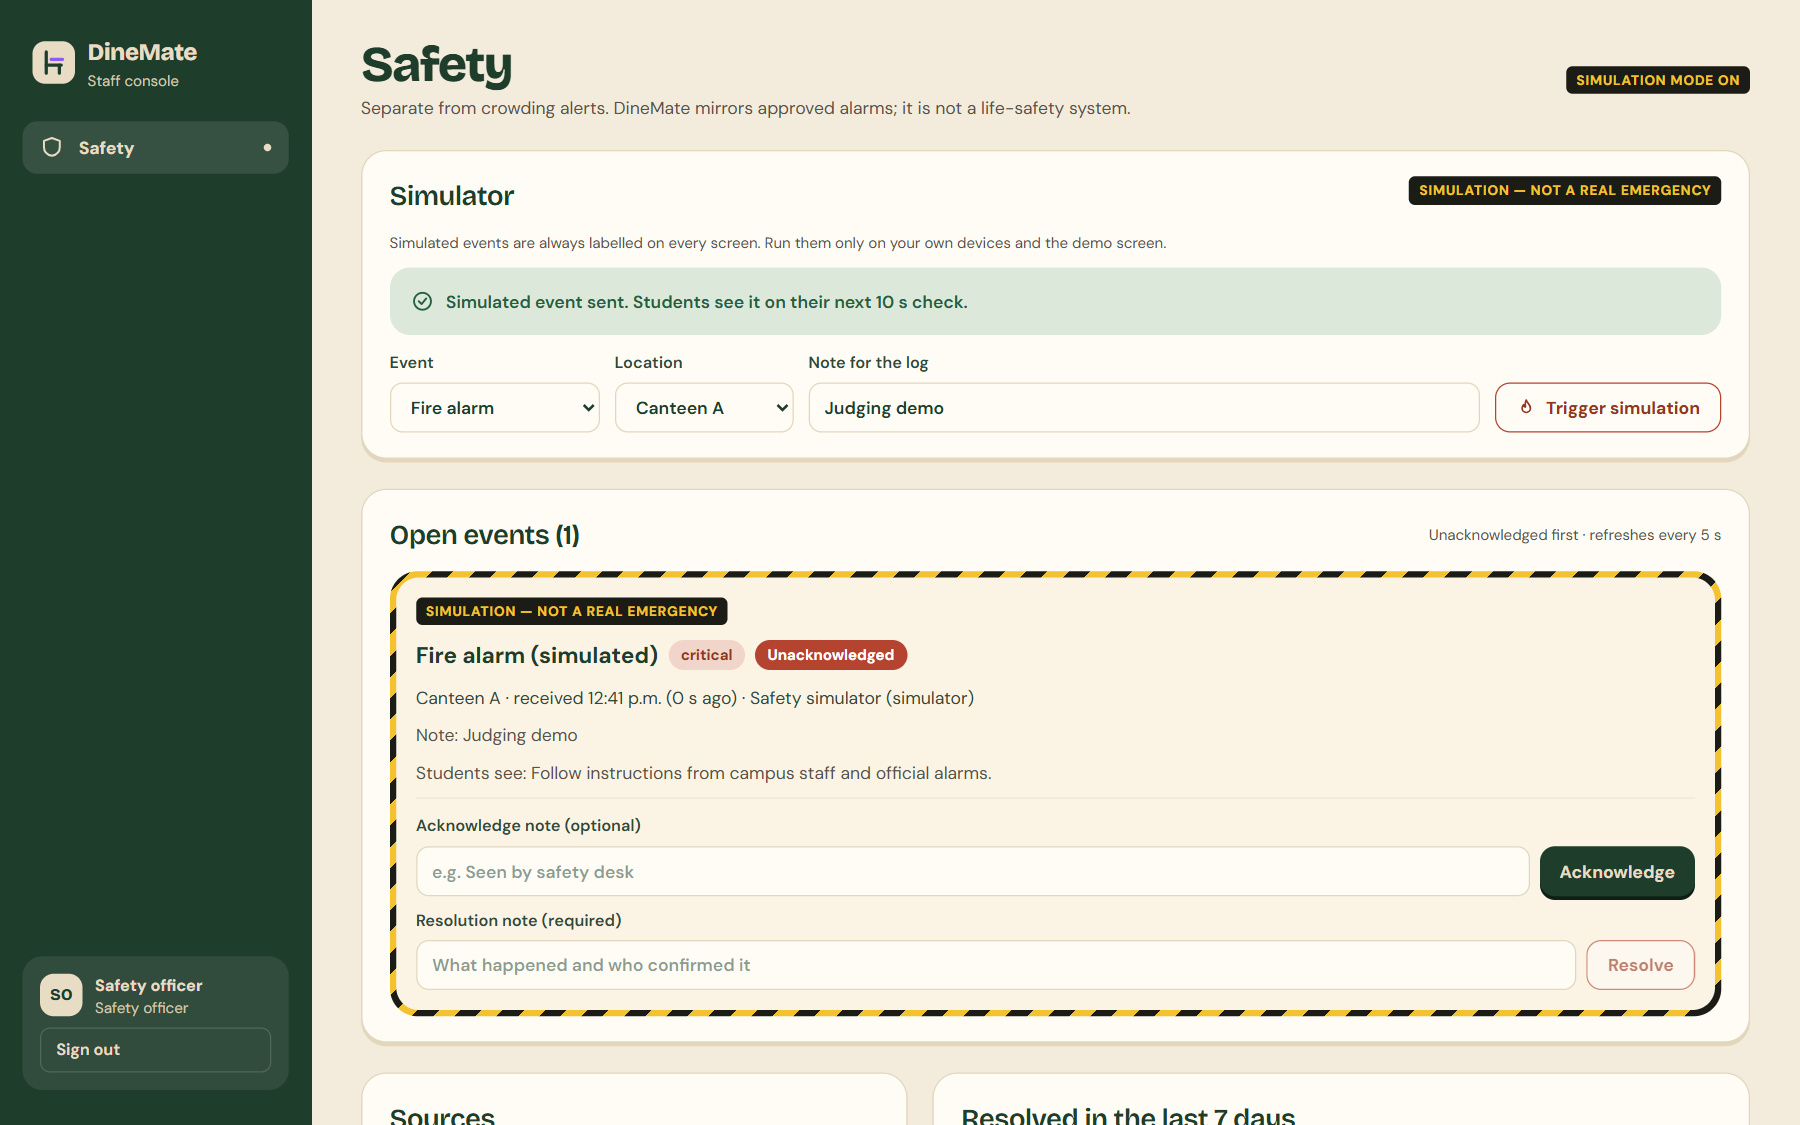 DineMate
Staff console
Safety
Safety officer
SO
Safety officer
Sign out
Safety
Separate from crowding alerts. DineMate mirrors approved alarms; it is not a life-safety system.
SIMULATION MODE ON
Simulator
SIMULATION — NOT A REAL EMERGENCY
Simulated events are always labelled on every screen. Run them only on your own devices and the demo screen.
Simulated event sent. Students see it on their next 10 s check.
Event
Location
Note for the log
Fire alarm
Canteen A
Judging demo
Trigger simulation
Open events (1)
Unacknowledged first · refreshes every 5 s
SIMULATION — NOT A REAL EMERGENCY
Fire alarm (simulated) critical Unacknowledged
Canteen A · received 12:41 p.m. (0 s ago) · Safety simulator (simulator)
Note: Judging demo
Students see: Follow instructions from campus staff and official alarms.
Acknowledge note (optional)
e.g. Seen by safety desk
Acknowledge
Resolution note (required)
What happened and who confirmed it
Resolve
Sources
Resolved in the last 7 days